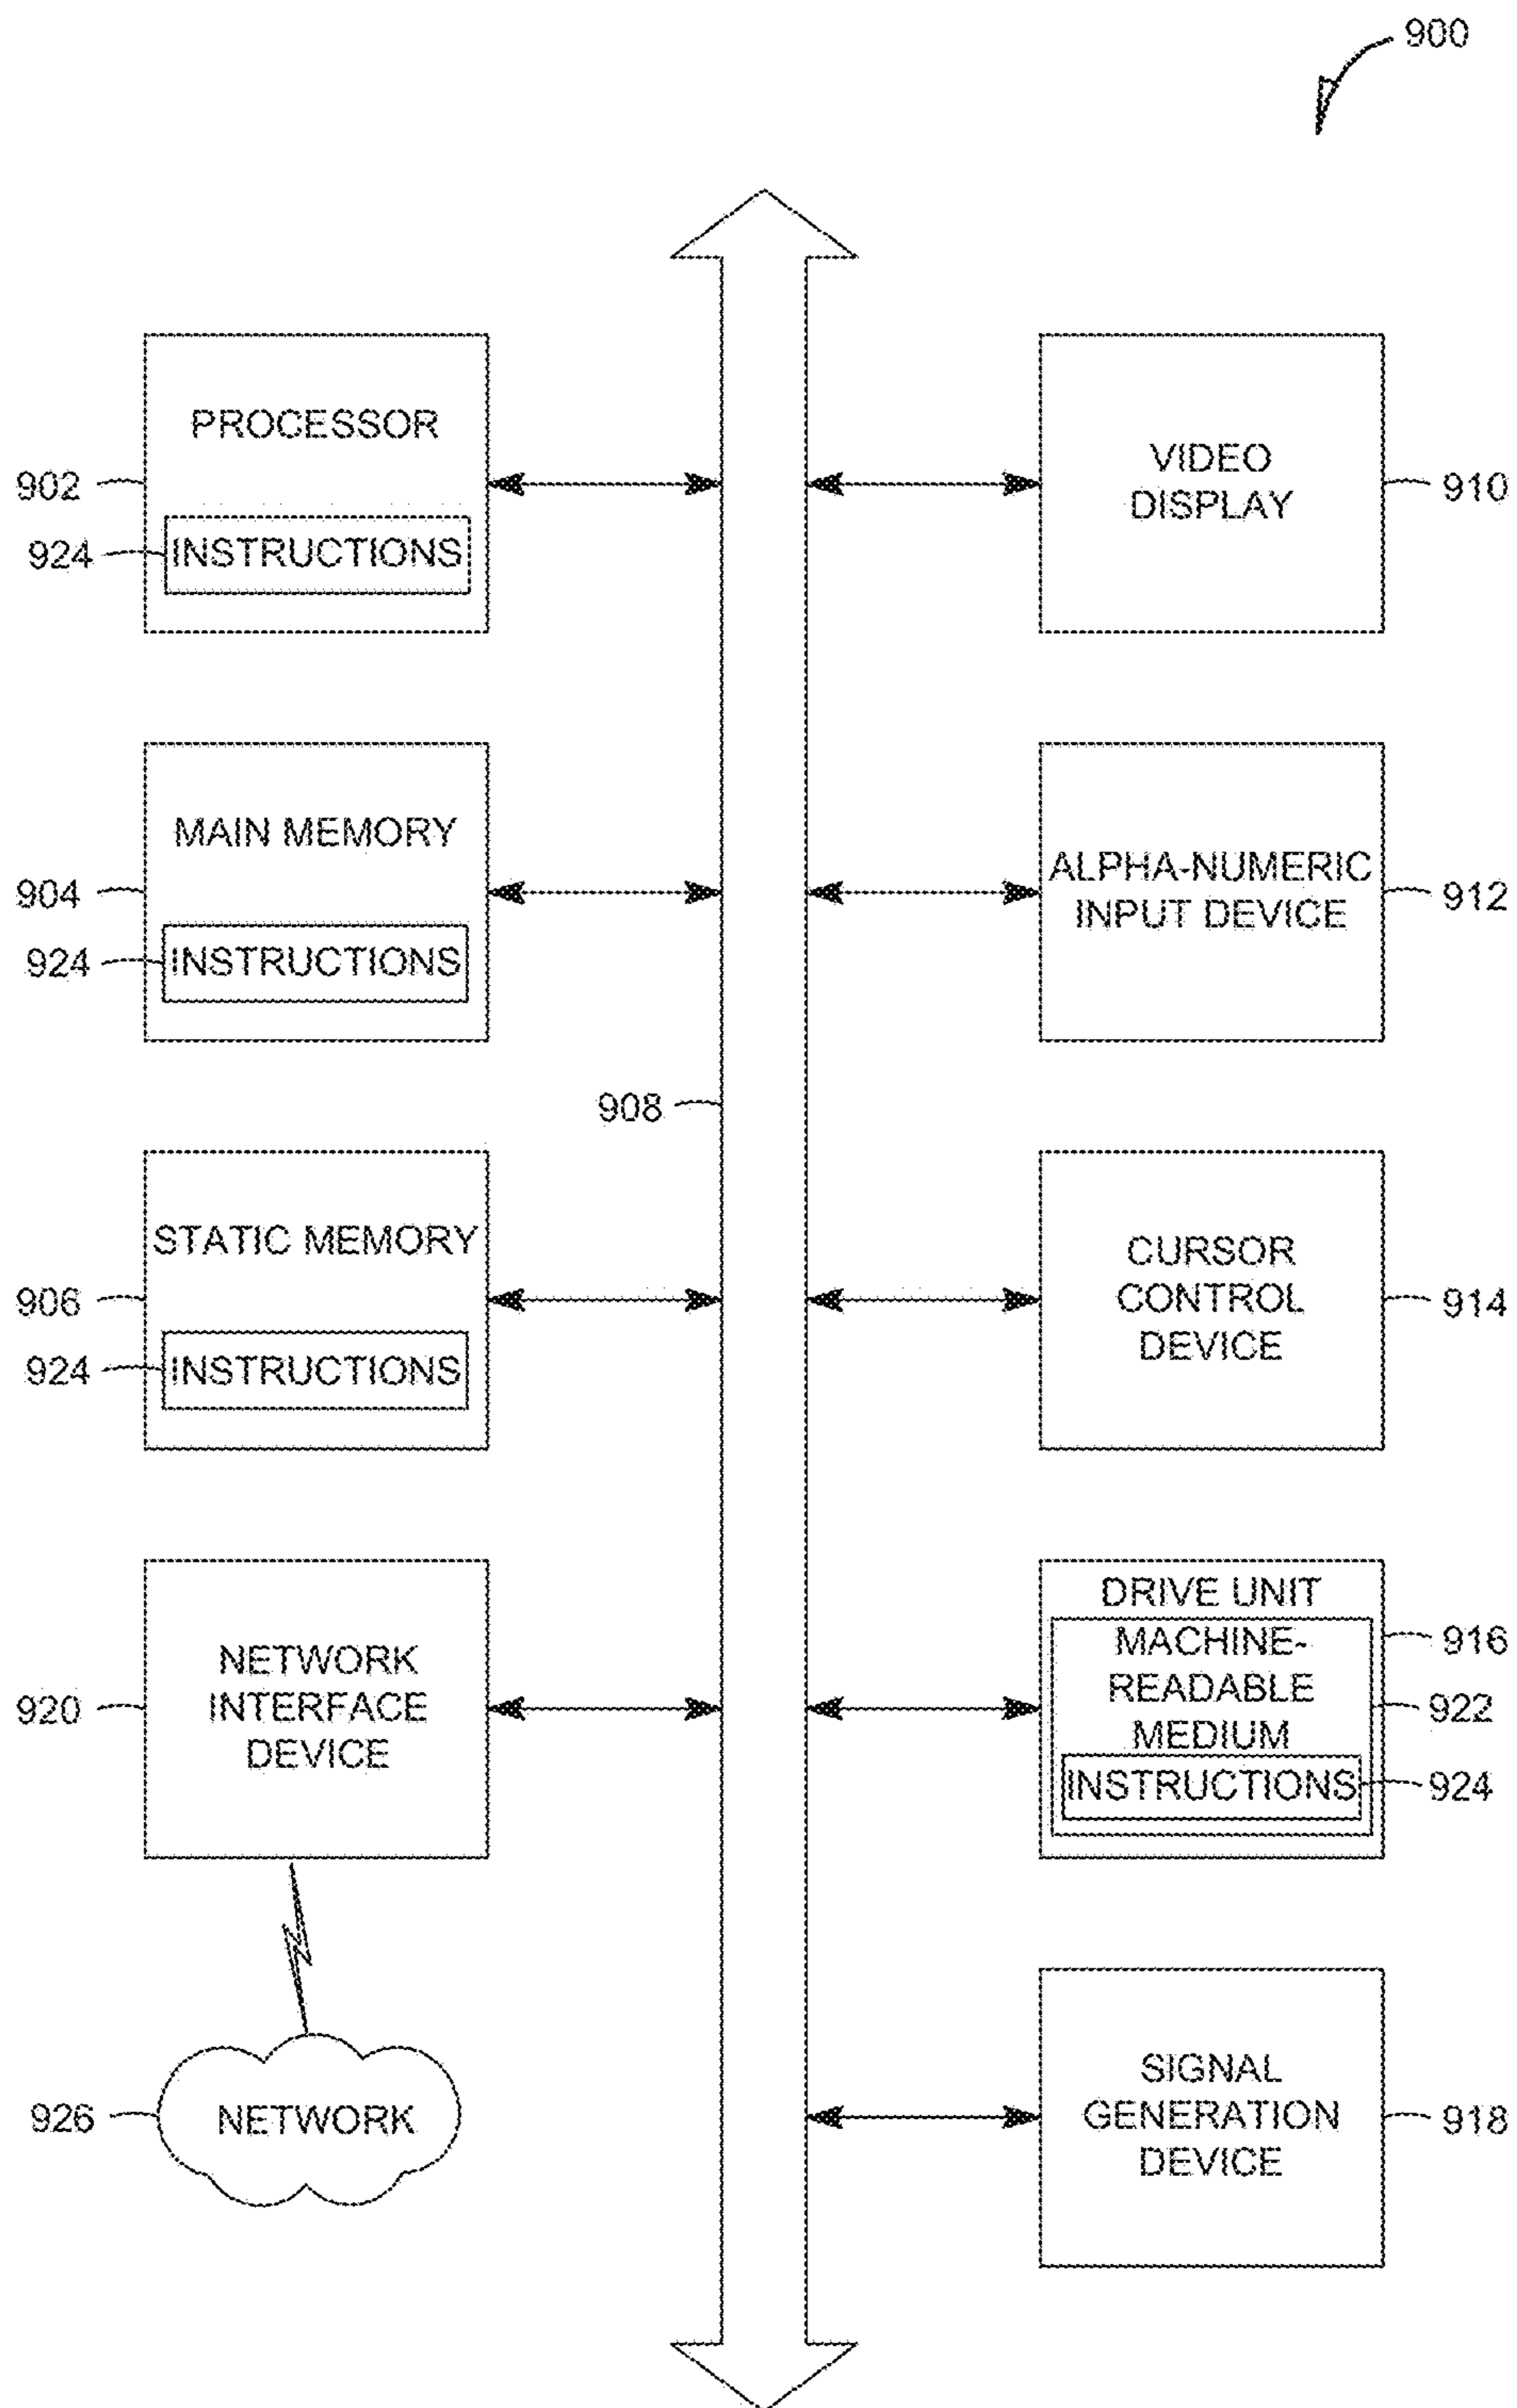 900
PROCESSOR
902
924
INSTRUCTIONS
VIDEO
DISPLAY
910
MAIN MEMORY
904
924
INSTRUCTIONS
ALPHA-NUMERIC
INPUT DEVICE
912
908
STATIC MEMORY
906
924
INSTRUCTIONS
CURSOR
CONTROL
DEVICE
914
NETWORK
INTERFACE
DEVICE
920
DRIVE UNIT
MACHINE-
READABLE
MEDIUM
INSTRUCTIONS
916
922
924
926
NETWORK
SIGNAL
GENERATION
DEVICE
918